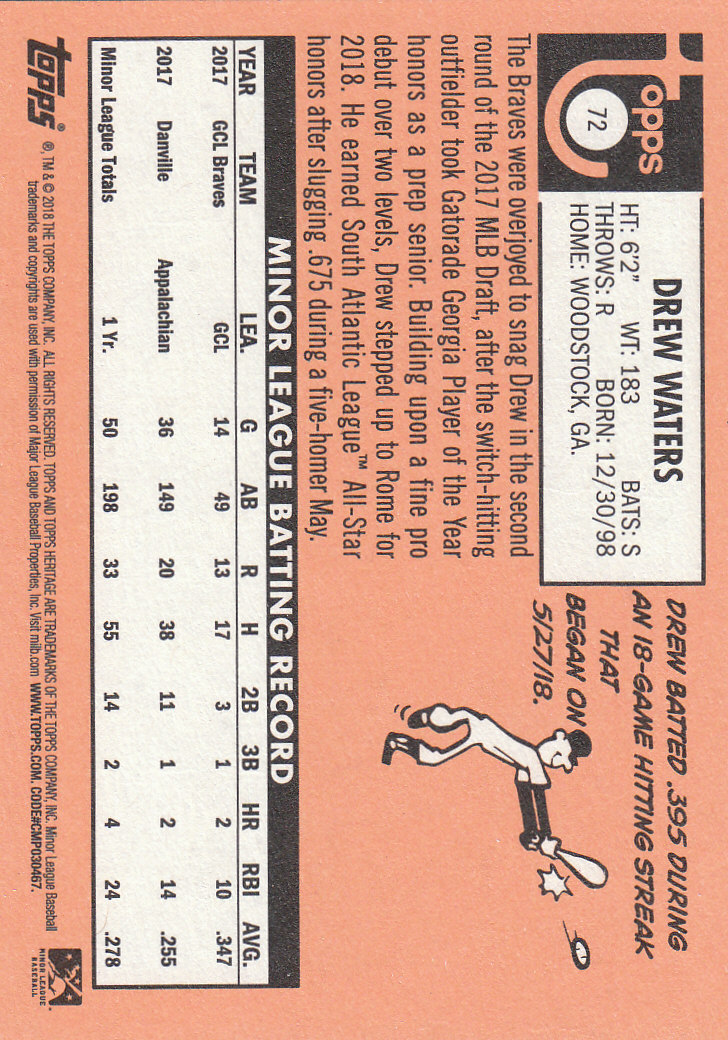 Topps
72
DREW WATERS
HT: 6'2" WT: 183 BATS: S
THROWS: R BORN: 12/30/98
HOME: WOODSTOCK, GA.
DREW BATTED .395 DURING
AN 18-GAME HITTING STREAK
THAT
BEGAN ON
5/27/18.
The Braves were overjoyed to snag Drew in the second
round of the 2017 MLB Draft, after the switch-hitting
outfielder took Gatorade Georgia Player of the Year
honors as a prep senior. Building upon a fine pro
debut over two levels, Drew stepped up to Rome for
2018. He earned South Atlantic League™ All-Star
honors after slugging .675 during a five-homer May.
MINOR LEAGUE BATTING RECORD
YEAR TEAM LEA. G AB R H 2B 3B HR RBI AVG.
2017 GCL Braves GCL 14 49 13 17 3 1 2 10 .347
2017 Danville Appalachian 36 149 20 38 11 1 2 14 .255
Minor League Totals 1 Yr. 50 198 33 55 14 2 4 24 .278
Topps®
®, TM & © 2018 THE TOPPS COMPANY, INC. ALL RIGHTS RESERVED. TOPPS AND TOPPS HERITAGE ARE TRADEMARKS OF THE TOPPS COMPANY, INC. Minor League Baseball
trademarks and copyrights are used with permission of Major League Baseball Properties, Inc. Visit milb.com WWW.TOPPS.COM. CODE#CMP030467.
MINOR LEAGUE
BASEBALL